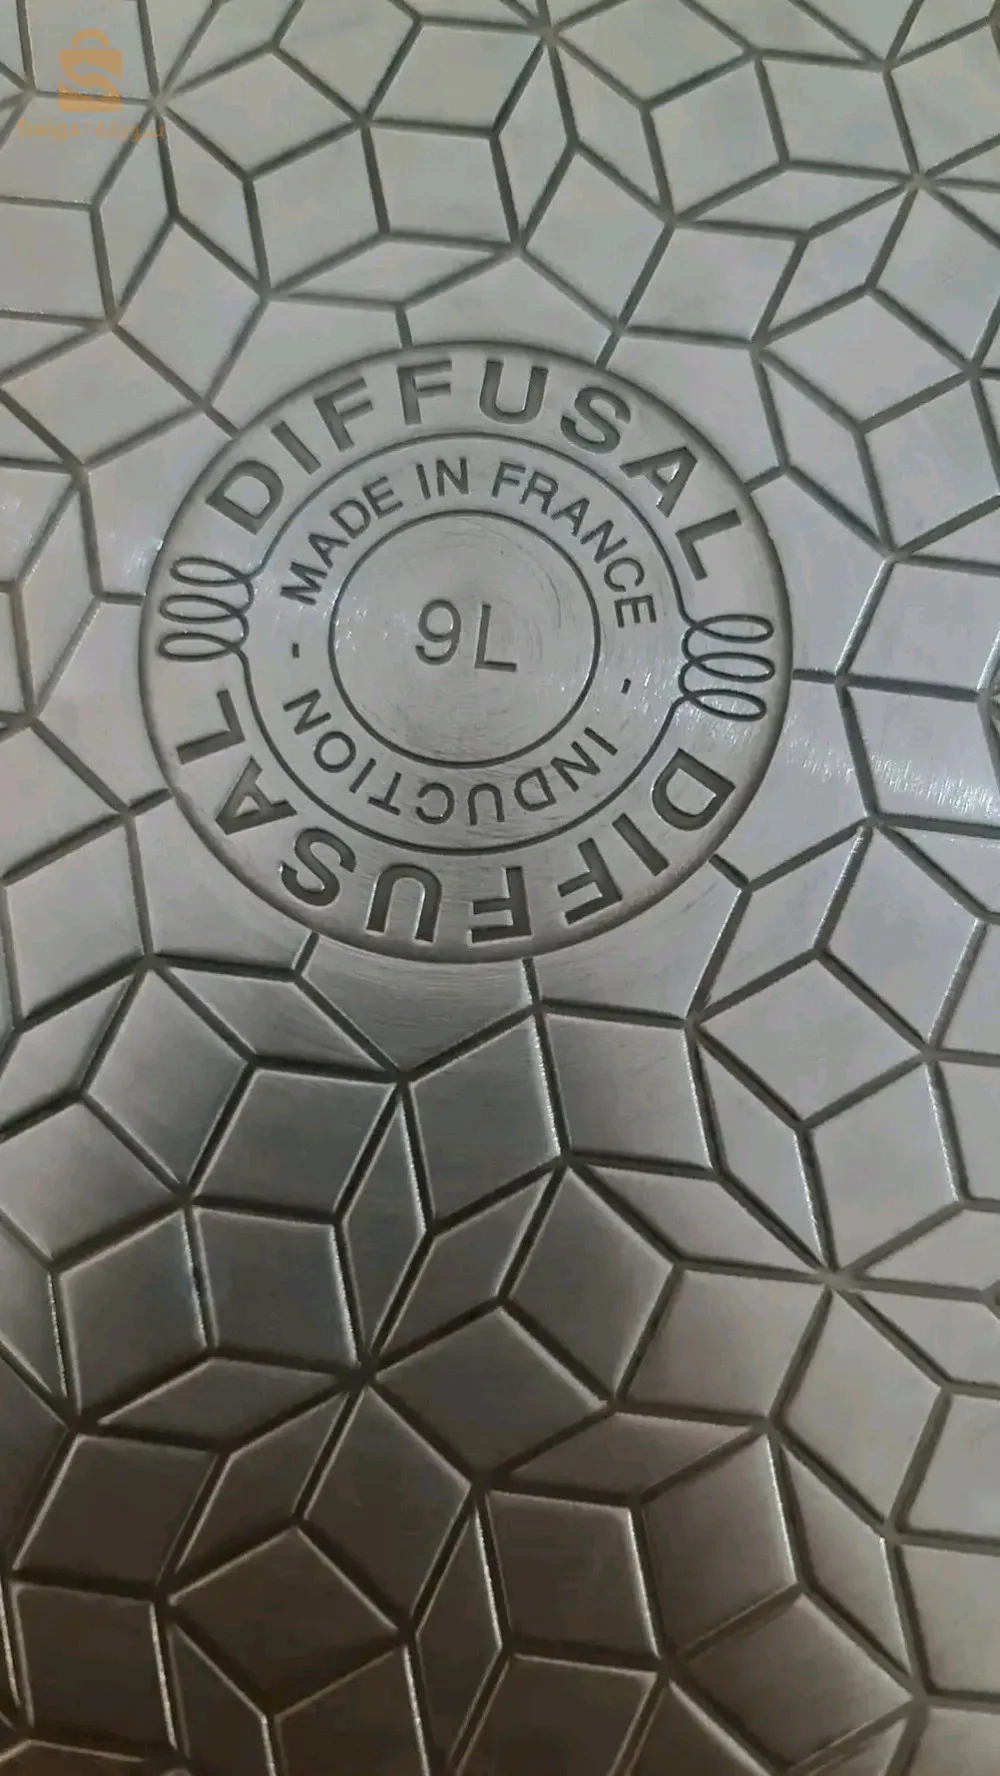 DIFFUSAL
MADE IN FRANCE
9L
- INDUCTION -
DIFFUSAL